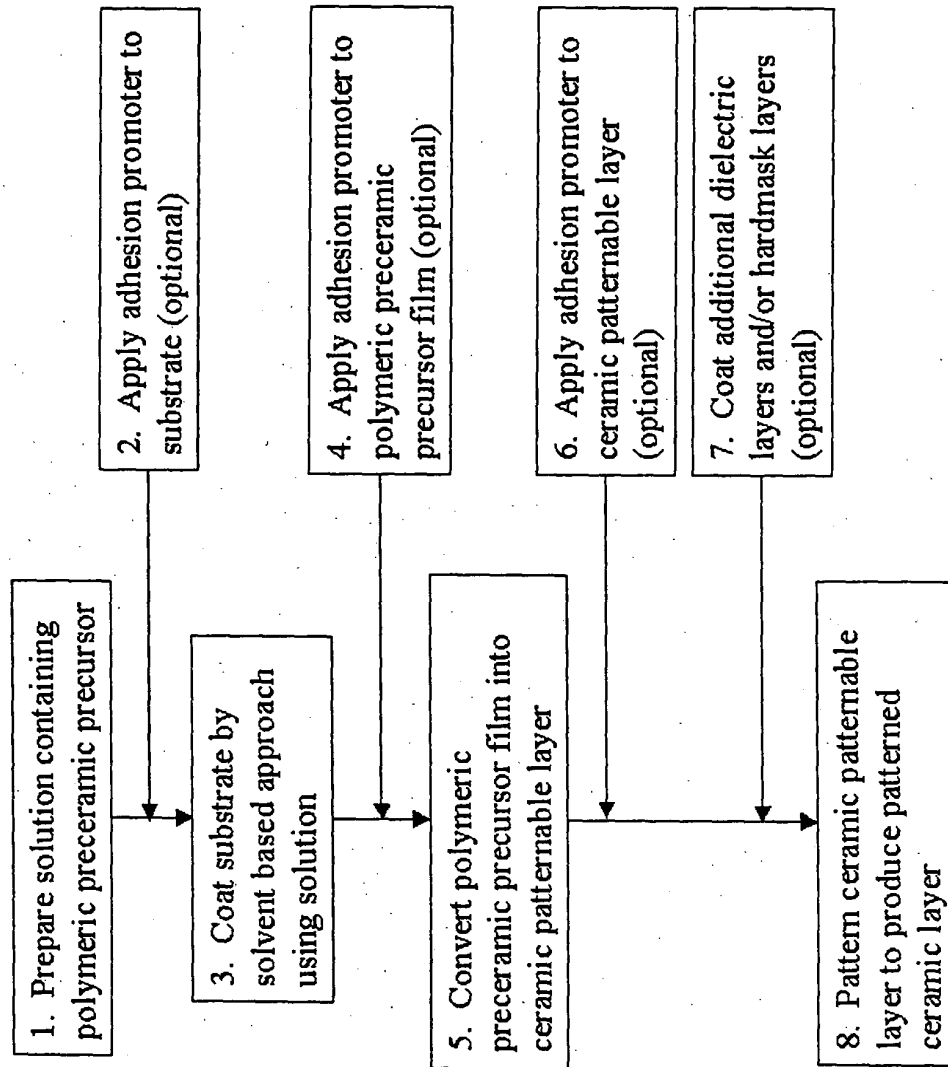 1. Prepare solution containing
polymeric preceramic precursor
2. Apply adhesion promoter to
substrate (optional)
3. Coat substrate by
solvent based approach
using solution
4. Apply adhesion promoter to
polymeric preceramic
precursor film (optional)
5. Convert polymeric
preceramic precursor film into
ceramic patternable layer
6. Apply adhesion promoter to
ceramic patternable layer
(optional)
7. Coat additional dielectric
layers and/or hardmask layers
(optional)
8. Pattern ceramic patternable
layer to produce patterned
ceramic layer